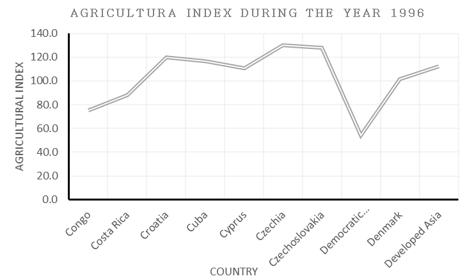 AGRICULTURA INDEX DURING THE YEAR 1996
AGRICULTURAL INDEX
140.0
120.0
100.0
80.0
60.0
40.0
20.0
0.0
Congo
Costa Rica
Croatia
Cuba
Cyprus
Czechia
Czechoslovakia
Democratic...
Denmark
Developed Asia
COUNTRY